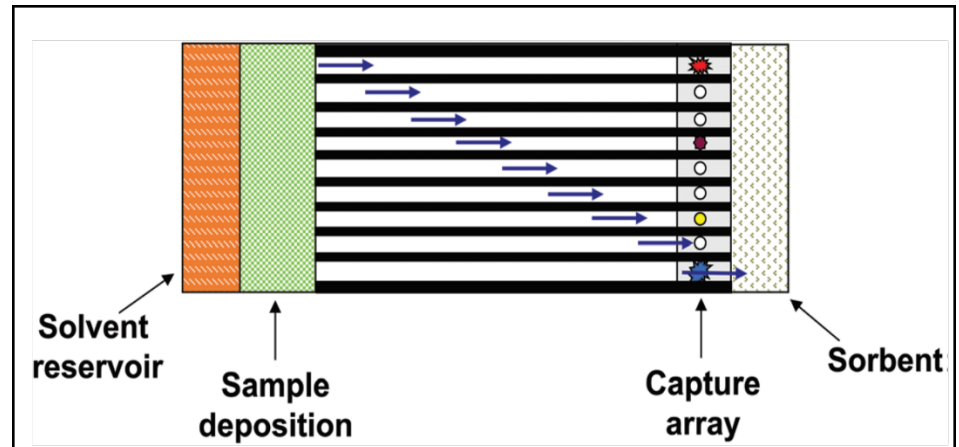 Solvent
reservoir
Sample
deposition
Capture
array
Sorbent: